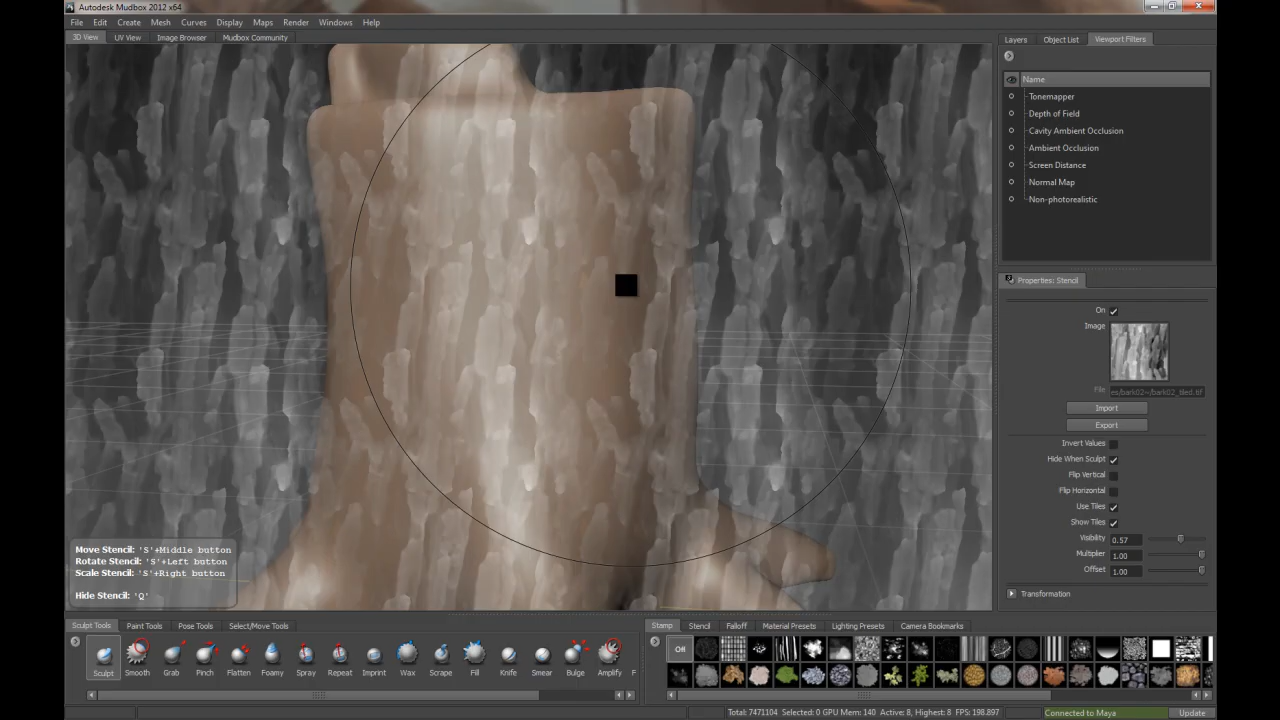 Autodesk Mudbox 2012 x64
File Edit Create Mesh Curves Display Maps Render Windows Help
3D View UV View Image Browser Mudbox Community
Layers Object List Viewport Filters
Name
Tonemapper
Depth of Field
Cavity Ambient Occlusion
Ambient Occlusion
Screen Distance
Normal Map
Non-photorealistic
Properties: Stencil
On
Image
File es/bark02~/bark02_tiled.tif
Import
Export
Invert Values
Hide When Sculpt
Flip Vertical
Flip Horizontal
Use Tiles
Show Tiles
Visibility 0.57
Multiplier 1.00
Offset 1.00
Transformation
Move Stencil: 'S'+Middle button
Rotate Stencil: 'S'+Left button
Scale Stencil: 'S'+Right button
Hide Stencil: 'Q'
Sculpt Tools Paint Tools Pose Tools Select/Move Tools
Sculpt Smooth Grab Pinch Flatten Foamy Spray Repeat Imprint Wax Scrape Fill Knife Smear Bulge Amplify F
Stamp Stencil Falloff Material Presets Lighting Presets Camera Bookmarks
Off
Total: 7471104 Selected: 0 GPU Mem: 140 Active: 8, Highest: 8 FPS: 198.897
Connected to Maya
Update